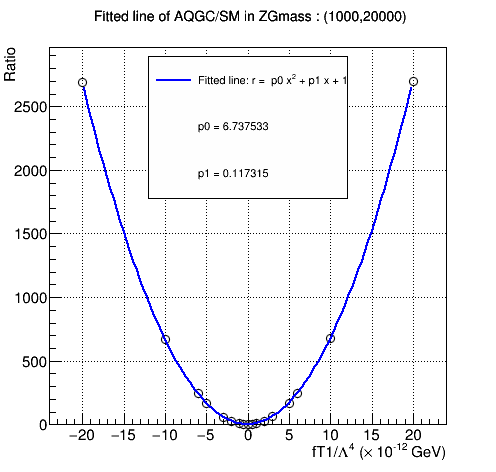 Fitted line of AQGC/SM in ZGmass : (1000,20000)
Ratio
Fitted line: r = p0 x² + p1 x + 1
p0 = 6.737533
p1 = 0.117315
2500
2000
1500
1000
500
0
−20 −15 −10 −5 0 5 10 15 20
fT1/Λ⁴ (× 10⁻¹² GeV)